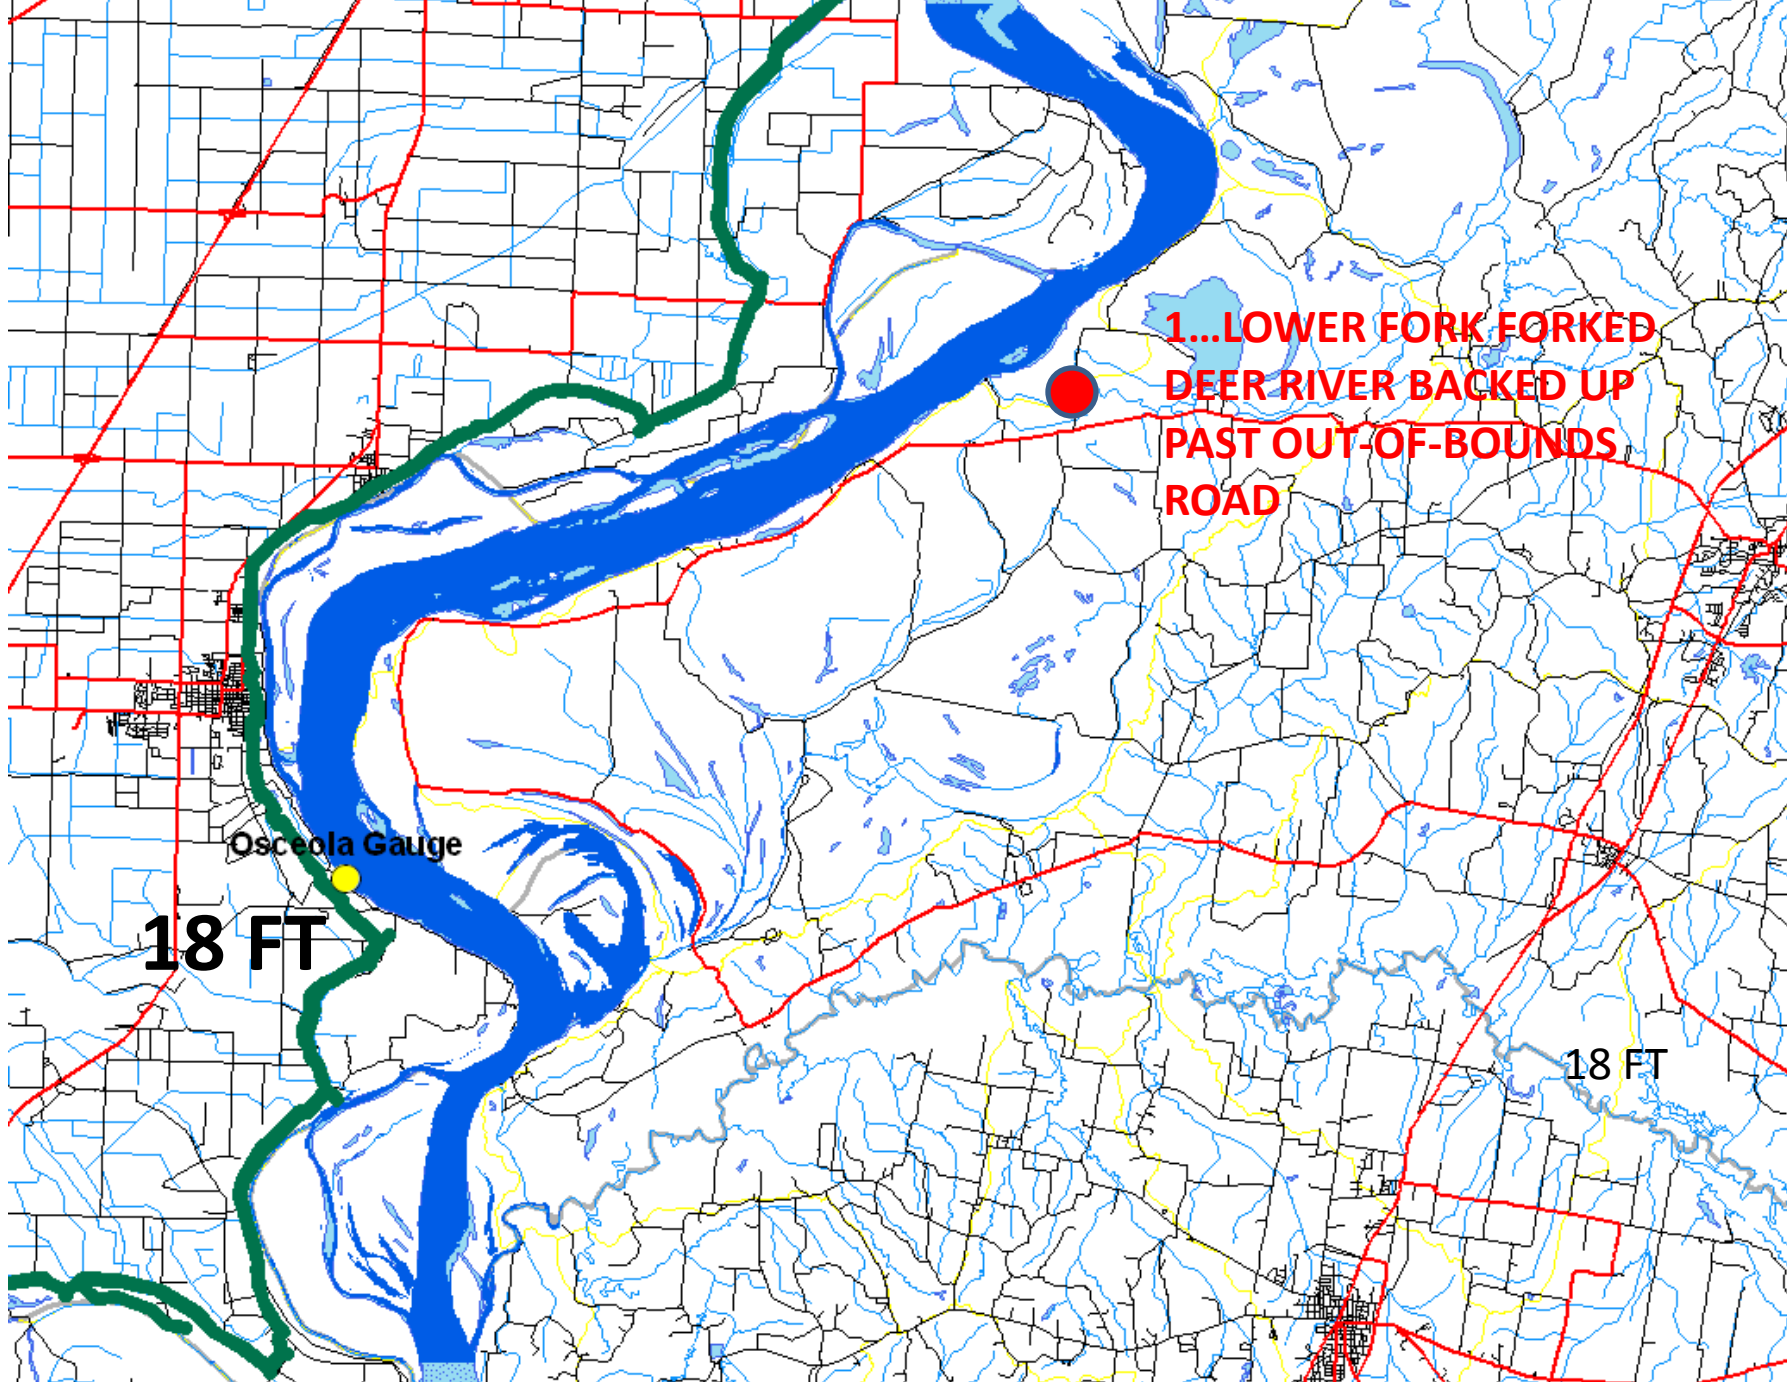 1...LOWER FORK FORKED
DEER RIVER BACKED UP
PAST OUT-OF-BOUNDS
ROAD
Osceola Gauge
18 FT
18 FT